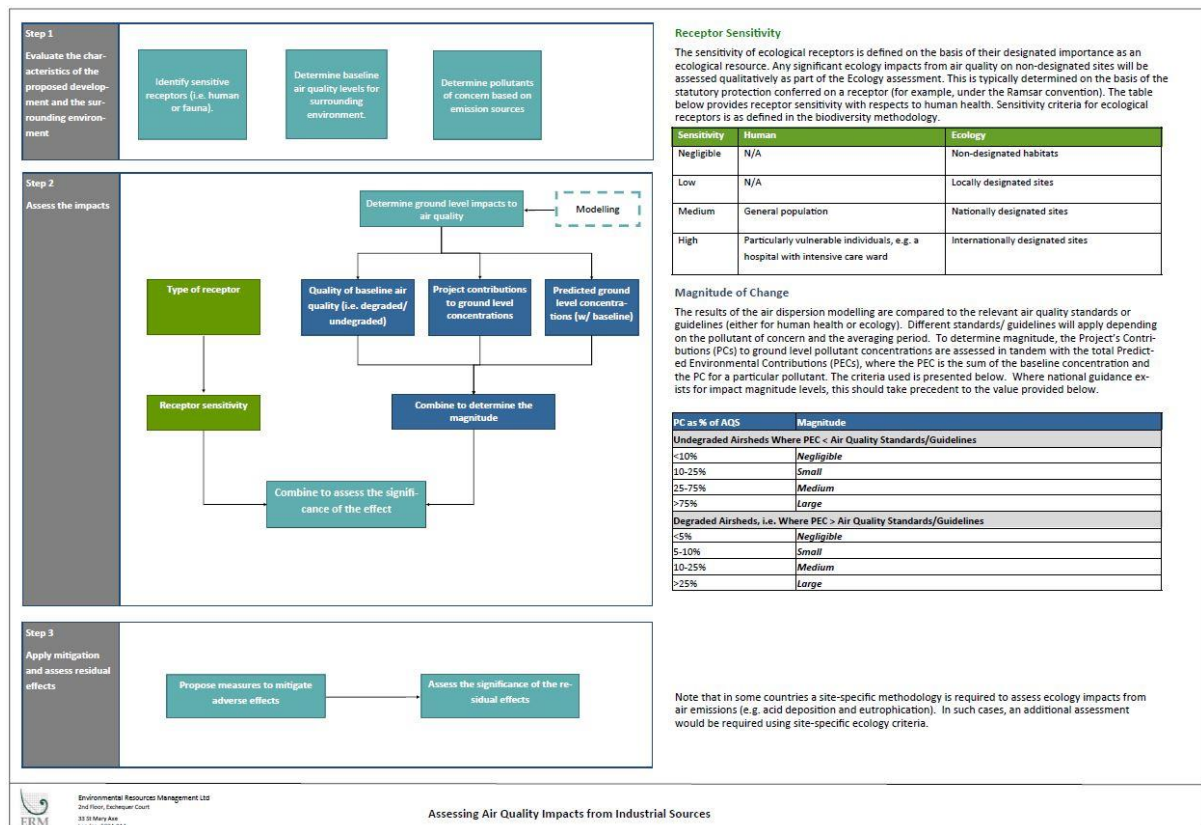 Step 1
Evaluate the char-
acteristics of the
proposed develop-
ment and the sur-
rounding environ-
ment
Identify sensitive
receptors (i.e. human
or fauna).
Determine baseline
air quality levels for
surrounding
environment.
Determine pollutants
of concern based on
emission sources
Step 2
Assess the impacts
Determine ground level impacts to
air quality
Modelling
Type of receptor
Quality of baseline air
quality (i.e. degraded/
undegraded)
Project contributions
to ground level
concentrations
Predicted ground
level concentra-
tions (w/ baseline)
Receptor sensitivity
Combine to determine the
magnitude
Combine to assess the signifi-
cance of the effect
Step 3
Apply mitigation
and assess residual
effects
Propose measures to mitigate
adverse effects
Assess the significance of the re-
sidual effects
Receptor Sensitivity
The sensitivity of ecological receptors is defined on the basis of their designated importance as an
ecological resource. Any significant ecology impacts from air quality on non-designated sites will be
assessed qualitatively as part of the Ecology assessment. This is typically determined on the basis of the
statutory protection conferred on a receptor (for example, under the Ramsar convention). The table
below provides receptor sensitivity with respects to human health. Sensitivity criteria for ecological
receptors is as defined in the biodiversity methodology.
Sensitivity Human Ecology
Negligible N/A Non-designated habitats
Low N/A Locally designated sites
Medium General population Nationally designated sites
High Particularly vulnerable individuals, e.g. a Internationally designated sites
hospital with intensive care ward
Magnitude of Change
The results of the air dispersion modelling are compared to the relevant air quality standards or
guidelines (either for human health or ecology). Different standards/ guidelines will apply depending
on the pollutant of concern and the averaging period. To determine magnitude, the Project's Contri-
butions (PCs) to ground level pollutant concentrations are assessed in tandem with the total Predict-
ed Environmental Contributions (PECs), where the PEC is the sum of the baseline concentration and
the PC for a particular pollutant. The criteria used is presented below. Where national guidance ex-
ists for impact magnitude levels, this should take precedent to the value provided below.
PC as % of AQS Magnitude
Undegraded Airsheds Where PEC < Air Quality Standards/Guidelines
<10% Negligible
10-25% Small
25-75% Medium
>75% Large
Degraded Airsheds, i.e. Where PEC > Air Quality Standards/Guidelines
<5% Negligible
5-10% Small
10-25% Medium
>25% Large
Note that in some countries a site-specific methodology is required to assess ecology impacts from
air emissions (e.g. acid deposition and eutrophication). In such cases, an additional assessment
would be required using site-specific ecology criteria.
ERM
Environmental Resources Management Ltd
2nd Floor, Exchequer Court
33 St Mary Axe
Assessing Air Quality Impacts from Industrial Sources